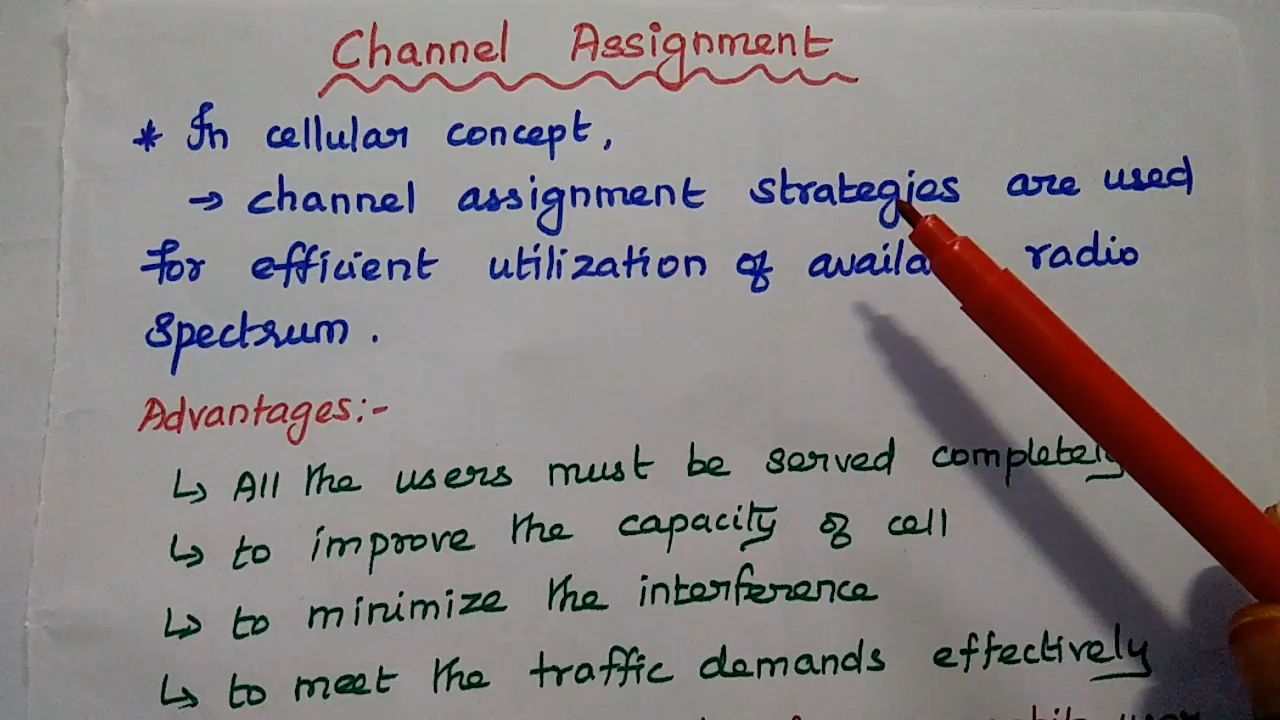 Channel Assignment
* In cellular concept,
→ channel assignment strategies are used
for efficient utilization of availa radio
Spectrum.
Advantages:-
↳ All the users must be served completely
↳ to improve the capacity of cell
↳ to minimize the interference
↳ to meet the traffic demands effectively